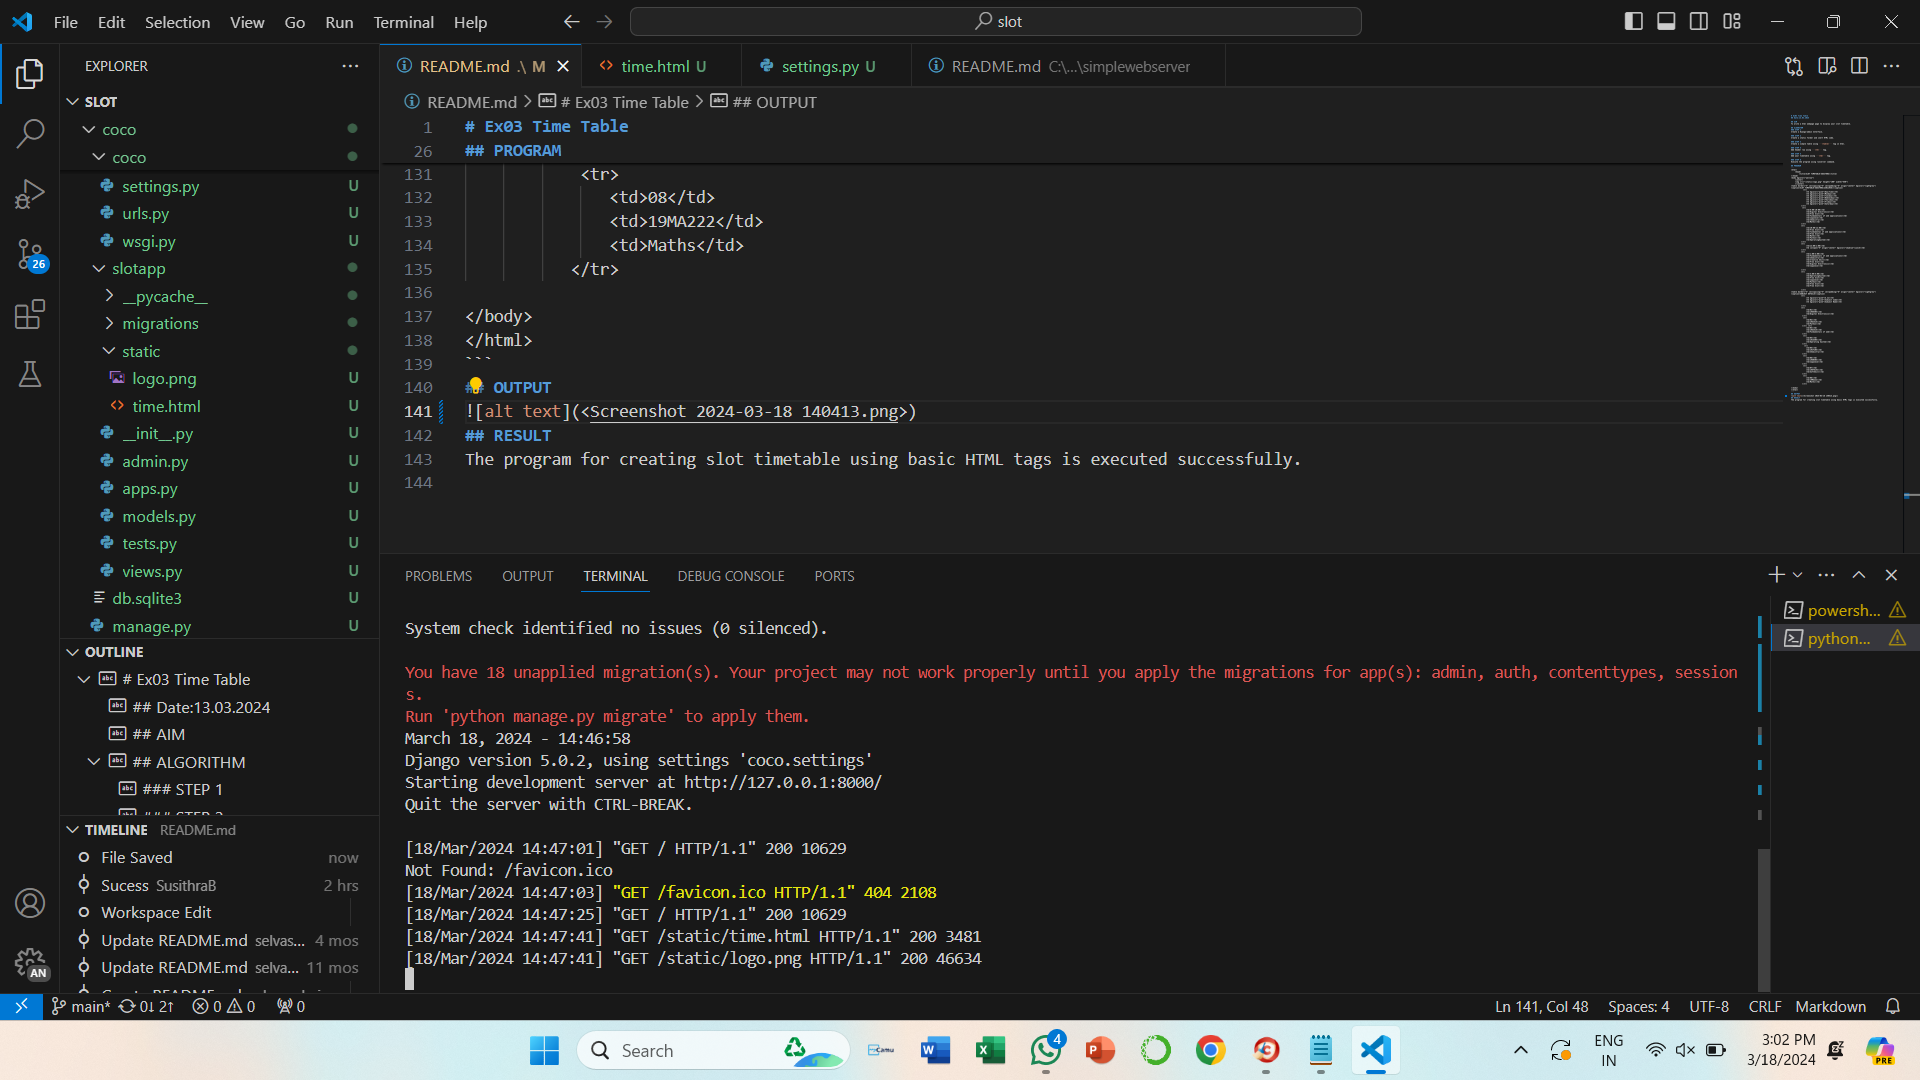 File Edit Selection View Go Run Terminal Help
slot
EXPLORER
SLOT
coco
coco
settings.py U
urls.py U
wsgi.py U
slotapp
__pycache__
migrations
static
logo.png U
time.html U
__init__.py U
admin.py U
apps.py U
models.py U
tests.py U
views.py U
db.sqlite3 U
manage.py U
OUTLINE
# Ex03 Time Table
## Date:13.03.2024
## AIM
## ALGORITHM
### STEP 1
TIMELINE README.md
File Saved now
Sucess SusithraB 2 hrs
Workspace Edit
Update README.md selvas... 4 mos
Update README.md selva... 11 mos
README.md .\ M
time.html U
settings.py U
README.md C:\...\simplewebserver
README.md > # Ex03 Time Table > ## OUTPUT
1 # Ex03 Time Table
26 ## PROGRAM
131 <tr>
132 <td>08</td>
133 <td>19MA222</td>
134 <td>Maths</td>
135 </tr>
136
137 </body>
138 </html>
139 ```
140 ## OUTPUT
141 ![alt text](<Screenshot 2024-03-18 140413.png>)
142 ## RESULT
143 The program for creating slot timetable using basic HTML tags is executed successfully.
144
PROBLEMS OUTPUT TERMINAL DEBUG CONSOLE PORTS
powersh...
python...
System check identified no issues (0 silenced).
You have 18 unapplied migration(s). Your project may not work properly until you apply the migrations for app(s): admin, auth, contenttypes, session
s.
Run 'python manage.py migrate' to apply them.
March 18, 2024 - 14:46:58
Django version 5.0.2, using settings 'coco.settings'
Starting development server at http://127.0.0.1:8000/
Quit the server with CTRL-BREAK.
[18/Mar/2024 14:47:01] "GET / HTTP/1.1" 200 10629
Not Found: /favicon.ico
[18/Mar/2024 14:47:03] "GET /favicon.ico HTTP/1.1" 404 2108
[18/Mar/2024 14:47:25] "GET / HTTP/1.1" 200 10629
[18/Mar/2024 14:47:41] "GET /static/time.html HTTP/1.1" 200 3481
[18/Mar/2024 14:47:41] "GET /static/logo.png HTTP/1.1" 200 46634
26
AN
main* 0↓ 2↑ 0 0 0
Ln 141, Col 48 Spaces: 4 UTF-8 CRLF Markdown
Search
4
ENG
IN
3:02 PM
3/18/2024
PRE